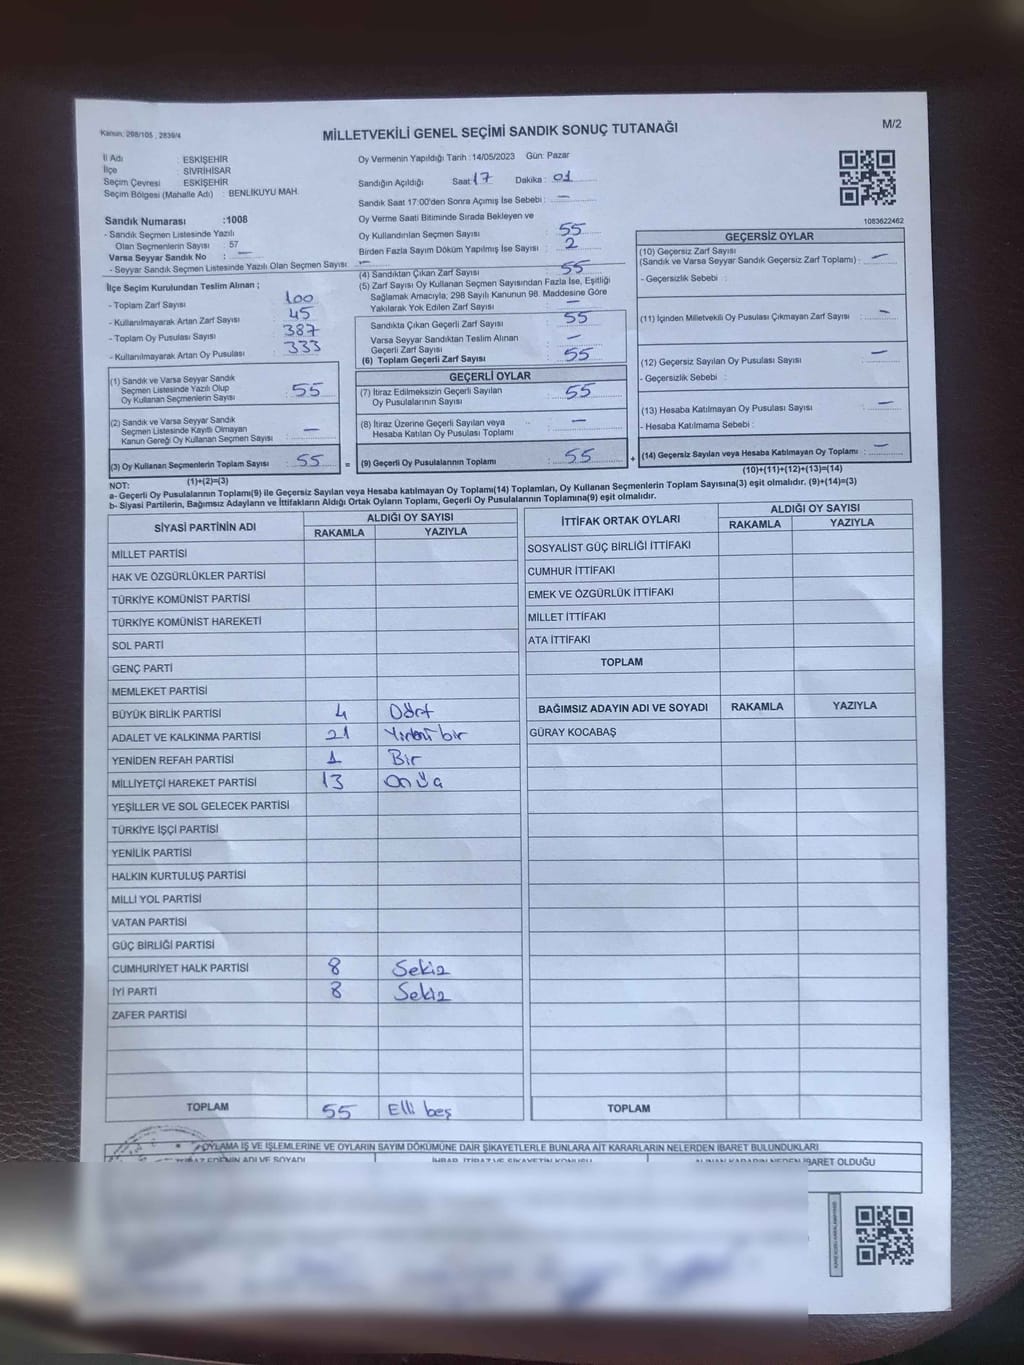 Kanun: 298/105 , 2839/4
MİLLETVEKİLİ GENEL SEÇİMİ SANDIK SONUÇ TUTANAĞI
M/2
İl Adı : ESKİŞEHİR
İlçe : SİVRİHİSAR
Seçim Çevresi : ESKİŞEHİR
Seçim Bölgesi (Mahalle Adı) : BENLİKUYU MAH.
Sandık Numarası :1008
- Sandık Seçmen Listesinde Yazılı
Olan Seçmenlerin Sayısı : 57
Varsa Seyyar Sandık No : —
- Seyyar Sandık Seçmen Listesinde Yazılı Olan Seçmen Sayısı: —
İlçe Seçim Kurulundan Teslim Alınan ;
- Toplam Zarf Sayısı : 100
- Kullanılmayarak Artan Zarf Sayısı : 45
- Toplam Oy Pusulası Sayısı : 387
- Kullanılmayarak Artan Oy Pusulası : 333
(1) Sandık ve Varsa Seyyar Sandık
Seçmen Listesinde Yazılı Olup
Oy Kullanan Seçmenlerin Sayısı : 55
(2) Sandık ve Varsa Seyyar Sandık
Seçmen Listesinde Kayıtlı Olmayan
Kanun Gereği Oy Kullanan Seçmen Sayısı : —
(3) Oy Kullanan Seçmenlerin Toplam Sayısı : 55
(1)+(2)=(3)
Oy Vermenin Yapıldığı Tarih :14/05/2023 Gün: Pazar
Sandığın Açıldığı Saat: 17 Dakika: 01
Sandık Saat 17:00'den Sonra Açımış İse Sebebi : —
Oy Verme Saati Bitiminde Sırada Bekleyen ve
Oy Kullandırılan Seçmen Sayısı : 55
Birden Fazla Sayım Döküm Yapılmış İse Sayısı : 2
(4) Sandıktan Çıkan Zarf Sayısı : 55
(5) Zarf Sayısı Oy Kullanan Seçmen Sayısından Fazla İse, Eşitliği
Sağlamak Amacıyla; 298 Sayılı Kanunun 98. Maddesine Göre
Yakılarak Yok Edilen Zarf Sayısı : —
Sandıkta Çıkan Geçerli Zarf Sayısı : 55
Varsa Seyyar Sandıktan Teslim Alınan
Geçerli Zarf Sayısı : —
(6) Toplam Geçerli Zarf Sayısı : 55
GEÇERLİ OYLAR
(7) İtiraz Edilmeksizin Geçerli Sayılan
Oy Pusulalarının Sayısı : 55
(8) İtiraz Üzerine Geçerli Sayılan veya
Hesaba Katılan Oy Pusulası Toplamı : —
= (9) Geçerli Oy Pusulalarının Toplamı : 55 +
1083622462
GEÇERSİZ OYLAR
(10) Geçersiz Zarf Sayısı
(Sandık ve Varsa Seyyar Sandık Geçersiz Zarf Toplamı) : —
- Geçersizlik Sebebi :
(11) İçinden Milletvekili Oy Pusulası Çıkmayan Zarf Sayısı : —
(12) Geçersiz Sayılan Oy Pusulası Sayısı : —
- Geçersizlik Sebebi :
(13) Hesaba Katılmayan Oy Pusulası Sayısı : —
- Hesaba Katılmama Sebebi :
(14) Geçersiz Sayılan veya Hesaba Katılmayan Oy Toplamı : —
(10)+(11)+(12)+(13)=(14)
NOT:
a- Geçerli Oy Pusulalarının Toplamı(9) ile Geçersiz Sayılan veya Hesaba katılmayan Oy Toplamı(14) Toplamları, Oy Kullanan Seçmenlerin Toplam Sayısına(3) eşit olmalıdır. (9)+(14)=(3)
b- Siyasi Partilerin, Bağımsız Adayların ve İttifakların Aldığı Ortak Oyların Toplamı, Geçerli Oy Pusulalarının Toplamına(9) eşit olmalıdır.
SİYASİ PARTİNİN ADI ALDIĞI OY SAYISI
RAKAMLA YAZIYLA
MİLLET PARTİSİ
HAK VE ÖZGÜRLÜKLER PARTİSİ
TÜRKİYE KOMÜNİST PARTİSİ
TÜRKİYE KOMÜNİST HAREKETİ
SOL PARTİ
GENÇ PARTİ
MEMLEKET PARTİSİ
BÜYÜK BİRLİK PARTİSİ 4 Dört
ADALET VE KALKINMA PARTİSİ 21 Yirmi bir
YENİDEN REFAH PARTİSİ 1 Bir
MİLLİYETÇİ HAREKET PARTİSİ 13
YEŞİLLER VE SOL GELECEK PARTİSİ
TÜRKİYE İŞÇİ PARTİSİ
YENİLİK PARTİSİ
HALKIN KURTULUŞ PARTİSİ
MİLLİ YOL PARTİSİ
VATAN PARTİSİ
GÜÇ BİRLİĞİ PARTİSİ
CUMHURİYET HALK PARTİSİ 8 Sekiz
İYİ PARTİ 8 Sekiz
ZAFER PARTİSİ
TOPLAM 55 Elli beş
İTTİFAK ORTAK OYLARI ALDIĞI OY SAYISI
RAKAMLA YAZIYLA
SOSYALİST GÜÇ BİRLİĞİ İTTİFAKI
CUMHUR İTTİFAKI
EMEK VE ÖZGÜRLÜK İTTİFAKI
MİLLET İTTİFAKI
ATA İTTİFAKI
TOPLAM
BAĞIMSIZ ADAYIN ADI VE SOYADI RAKAMLA YAZIYLA
GÜRAY KOCABAŞ
TOPLAM
OYLAMA İŞ VE İŞLEMLERİNE VE OYLARIN SAYIM DÖKÜMÜNE DAİR ŞİKAYETLERLE BUNLARA AİT KARARLARIN NELERDEN İBARET BULUNDUKLARI
İBARET OLDUĞU